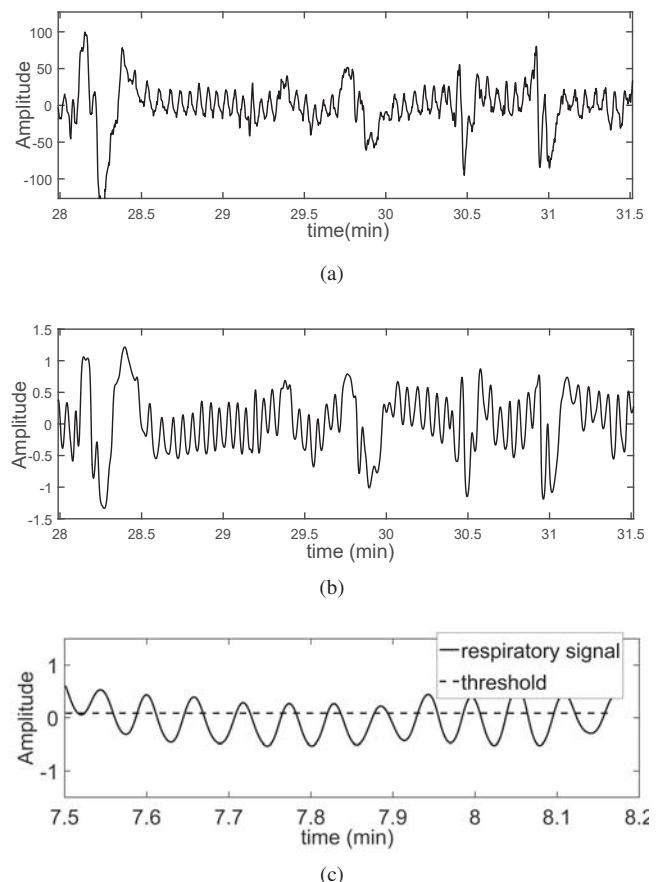 100
50
0
-50
-100
Amplitude
28 28.5 29 29.5 30 30.5 31 31.5
time(min)
(a)
1.5
1
0.5
0
-0.5
-1
-1.5
Amplitude
28 28.5 29 29.5 30 30.5 31 31.5
time (min)
(b)
respiratory signal
threshold
1
0
-1
Amplitude
7.5 7.6 7.7 7.8 7.9 8 8.1 8.2
time (min)
(c)